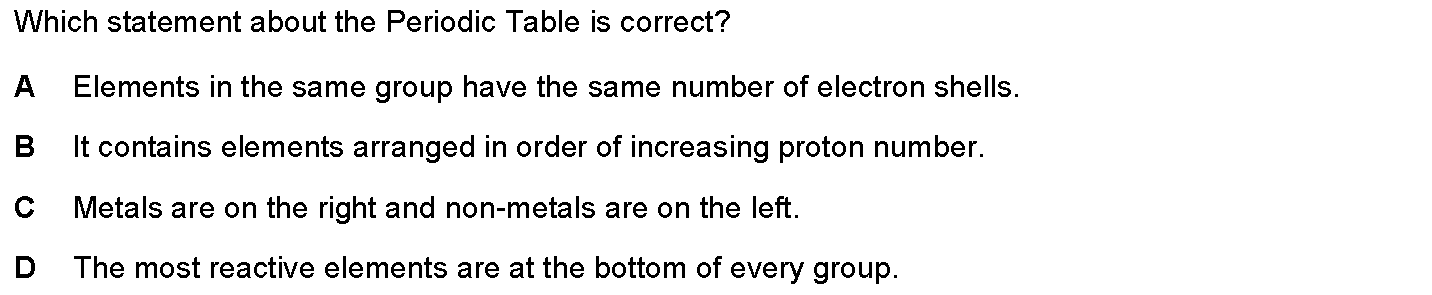 Which statement about the Periodic Table is correct?
A Elements in the same group have the same number of electron shells.
B It contains elements arranged in order of increasing proton number.
C Metals are on the right and non-metals are on the left.
D The most reactive elements are at the bottom of every group.